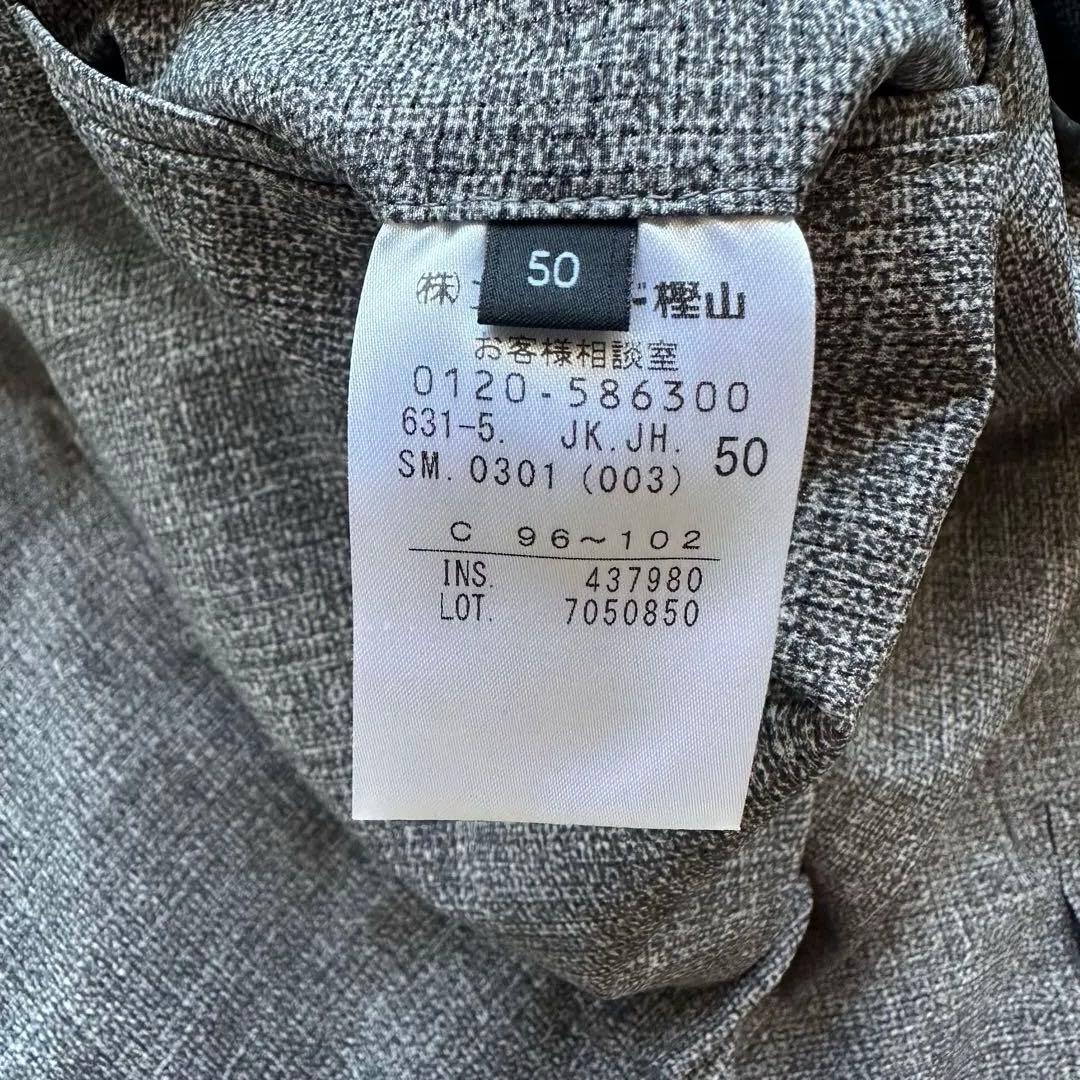 50
㈱ ド樫山
お客様相談室
0120-586300
631-5. JK.JH. 50
SM. 0301 (003)
C 96~102
INS. 437980
LOT. 7050850